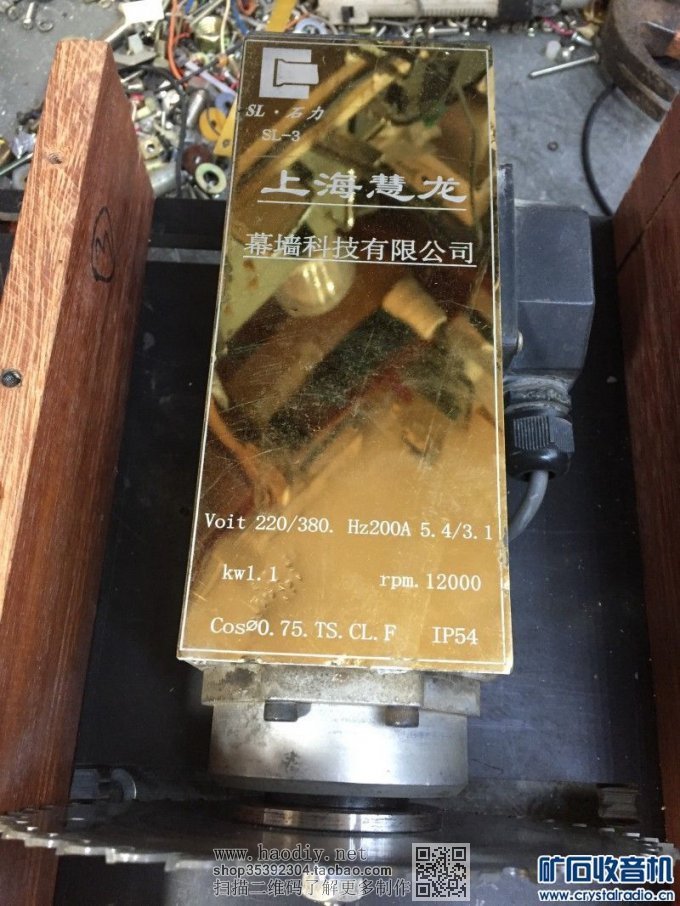 SL·石力
SL-3
上海慧龙
幕墙科技有限公司
Voit 220/380. Hz200A 5.4/3.1
kw1.1 rpm.12000
Cosø0.75.TS.CL.F IP54
3
www.haodiy.net
shop35392304.taobao.com
扫描二维码了解更多制作
矿石收音机
www.crystalradio.cn